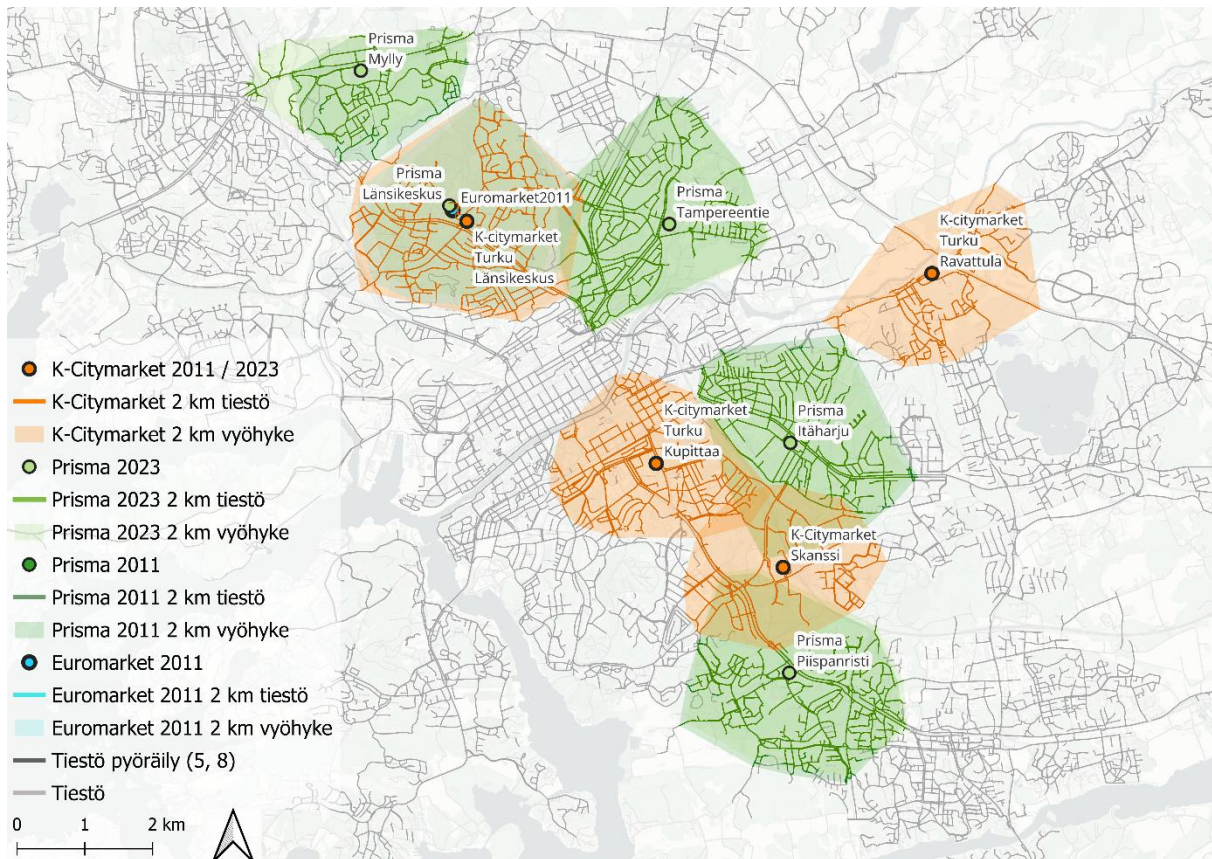 Prisma
Mylly
Prisma
Länsikeskus
Euromarket2011
K-citymarket
Turku
Länsikeskus
Prisma
Tampereentie
K-citymarket
Turku
Ravattula
K-citymarket
Turku
Kupittaa
Prisma
Itäharju
K-Citymarket
Skanssi
Prisma
Piispanristi
K-Citymarket 2011 / 2023
K-Citymarket 2 km tiestö
K-Citymarket 2 km vyöhyke
Prisma 2023
Prisma 2023 2 km tiestö
Prisma 2023 2 km vyöhyke
Prisma 2011
Prisma 2011 2 km tiestö
Prisma 2011 2 km vyöhyke
Euromarket 2011
Euromarket 2011 2 km tiestö
Euromarket 2011 2 km vyöhyke
Tiestö pyöräily (5, 8)
Tiestö
0 1 2 km